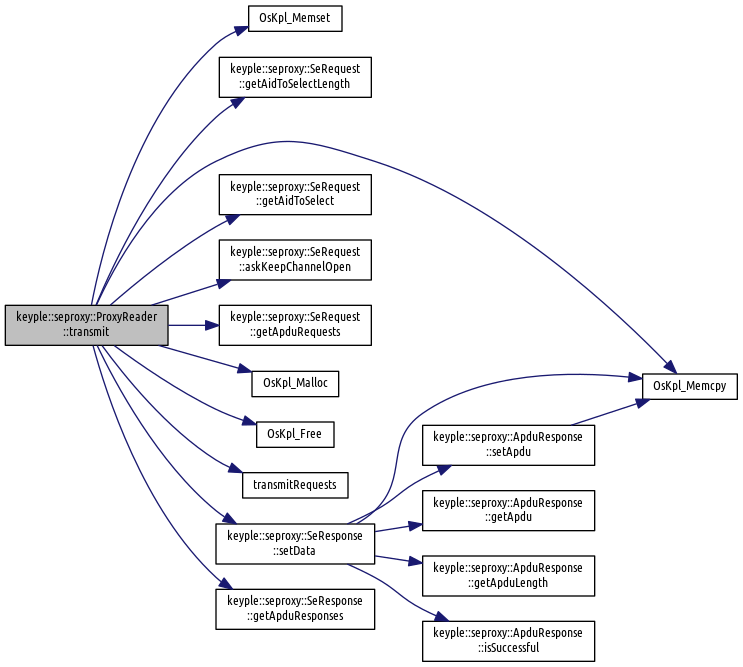 OsKpl_Memset
keyple::seproxy::SeRequest
::getAidToSelectLength
keyple::seproxy::SeRequest
::getAidToSelect
keyple::seproxy::SeRequest
::askKeepChannelOpen
keyple::seproxy::ProxyReader
::transmit
keyple::seproxy::SeRequest
::getApduRequests
OsKpl_Malloc
OsKpl_Memcpy
OsKpl_Free
keyple::seproxy::ApduResponse
::setApdu
transmitRequests
keyple::seproxy::ApduResponse
::getApdu
keyple::seproxy::SeResponse
::setData
keyple::seproxy::ApduResponse
::getApduLength
keyple::seproxy::SeResponse
::getApduResponses
keyple::seproxy::ApduResponse
::isSuccessful